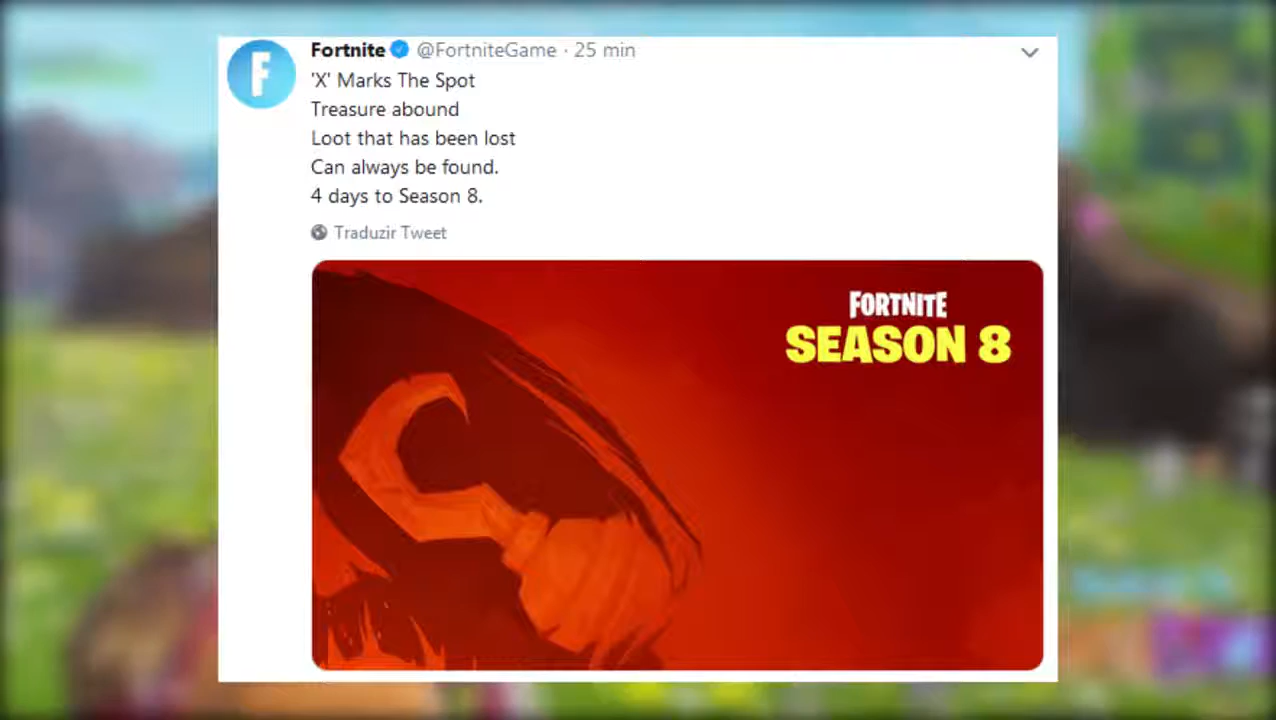 Fortnite @FortniteGame · 25 min
'X' Marks The Spot
Treasure abound
Loot that has been lost
Can always be found.
4 days to Season 8.
Traduzir Tweet
FORTNITE
SEASON 8